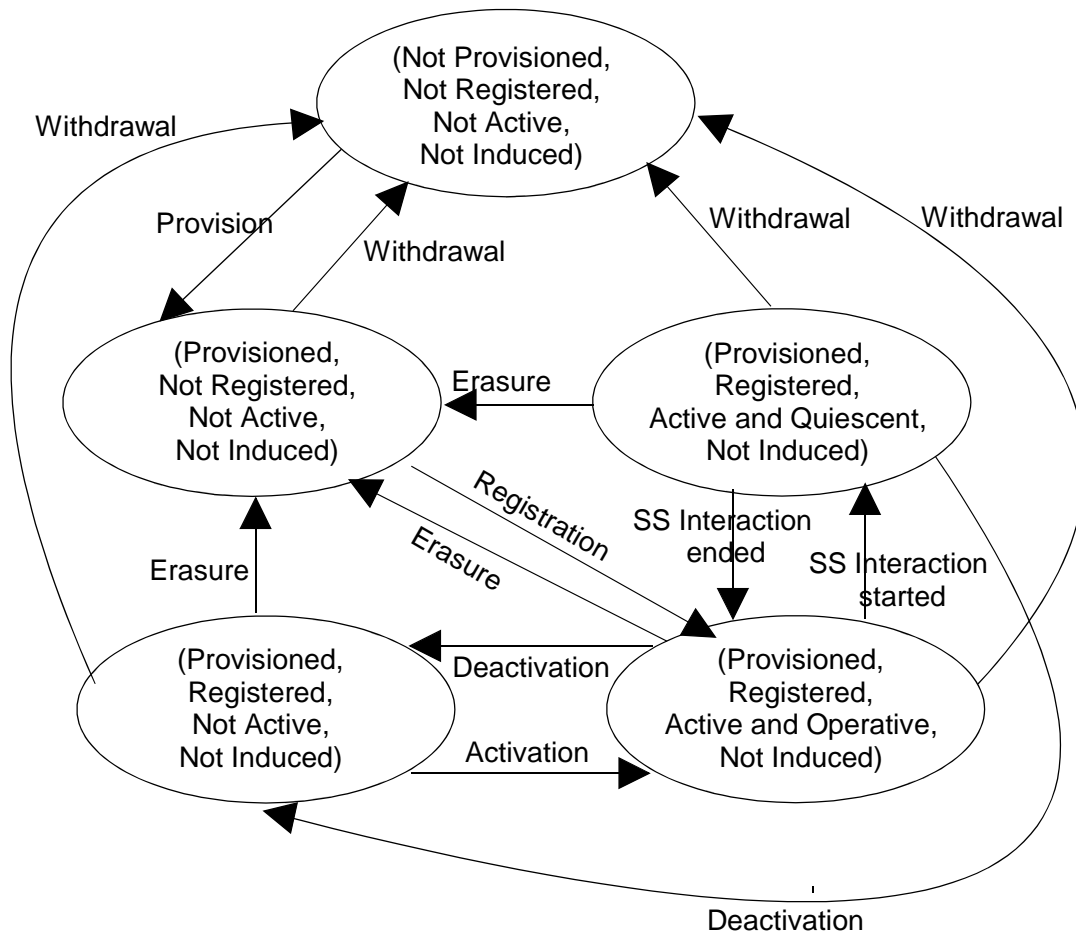 (Not Provisioned,
Not Registered,
Not Active,
Not Induced)
Withdrawal
Provision
Withdrawal
Withdrawal
Withdrawal
(Provisioned,
Not Registered,
Not Active,
Not Induced)
Erasure
(Provisioned,
Registered,
Active and Quiescent,
Not Induced)
Registration
Erasure
SS Interaction
ended
SS Interaction
started
Erasure
(Provisioned,
Registered,
Not Active,
Not Induced)
Deactivation
Activation
(Provisioned,
Registered,
Active and Operative,
Not Induced)
Deactivation